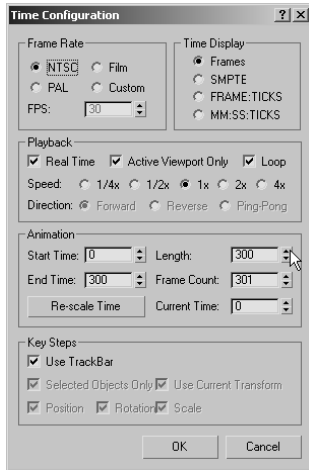 Time Configuration ? ×
Frame Rate
NTSC Film
PAL Custom
FPS: 30
Time Display
Frames
SMPTE
FRAME:TICKS
MM:SS:TICKS
Playback
Real Time Active Viewport Only Loop
Speed: 1/4x 1/2x 1x 2x 4x
Direction: Forward Reverse Ping-Pong
Animation
Start Time: 0 Length: 300
End Time: 300 Frame Count: 301
Re-scale Time Current Time: 0
Key Steps
Use TrackBar
Selected Objects Only Use Current Transform
Position Rotation Scale
OK Cancel